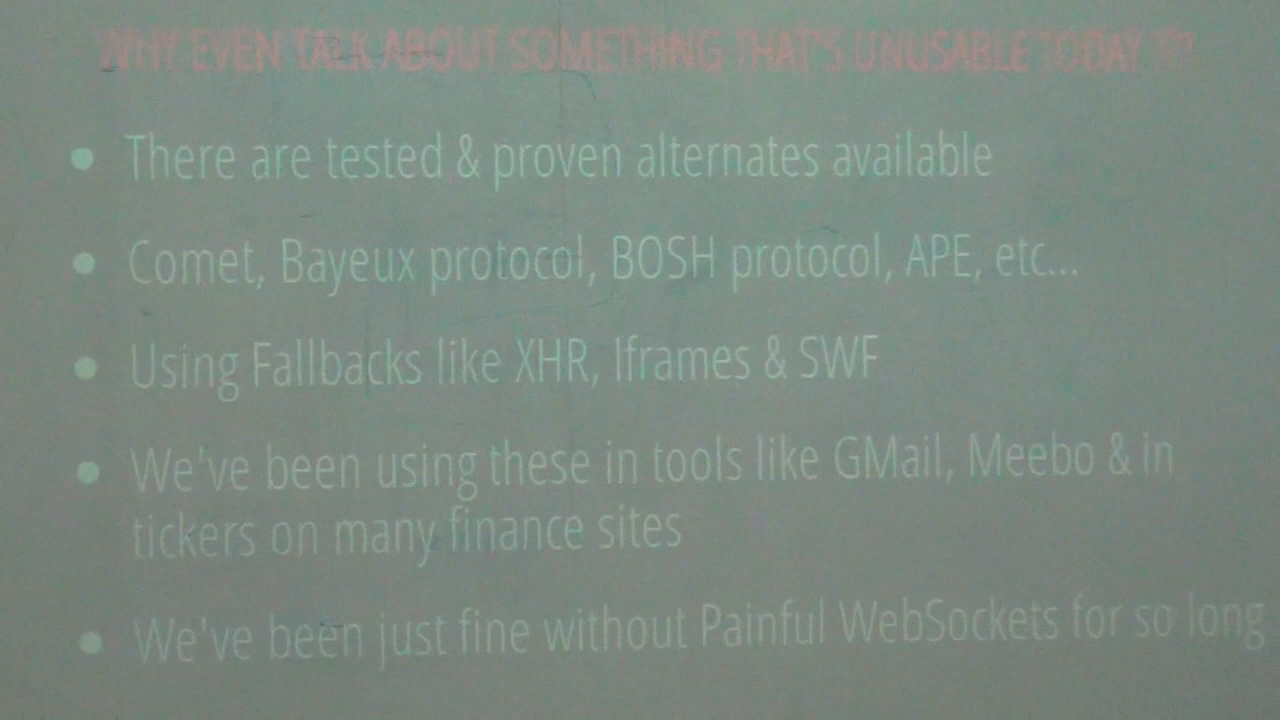 WHY EVEN TALK ABOUT SOMETHING THAT'S UNUSABLE TODAY ???
• There are tested & proven alternates available
• Comet, Bayeux protocol, BOSH protocol, APE, etc...
• Using Fallbacks like XHR, Iframes & SWF
• We've been using these in tools like GMail, Meebo & in
tickers on many finance sites
• We've been just fine without Painful WebSockets for so long